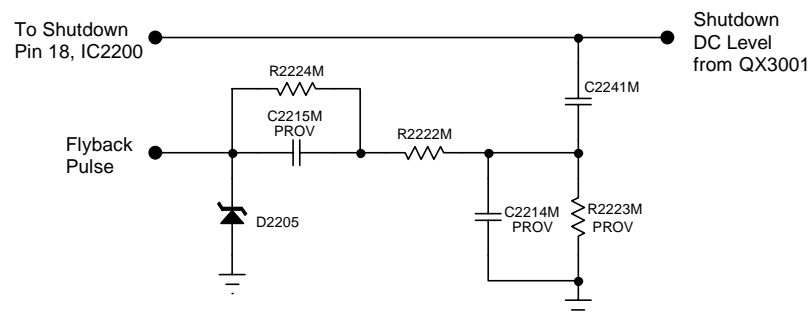 To Shutdown
Pin 18, IC2200
Shutdown
DC Level
from QX3001
R2224M
C2241M
C2215M
PROV
R2222M
Flyback
Pulse
D2205
C2214M
PROV
R2223M
PROV